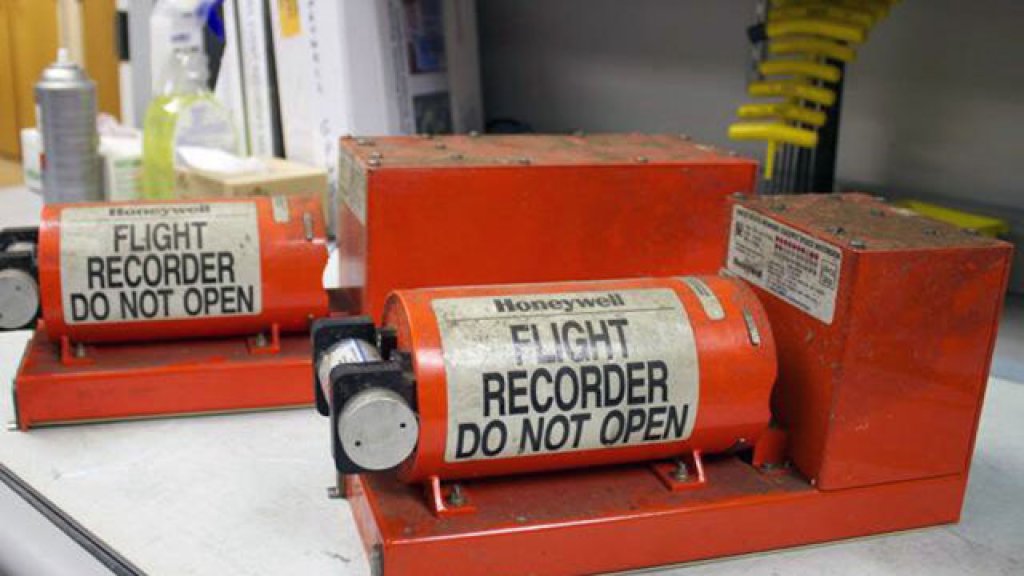 Honeywell
FLIGHT
RECORDER
DO NOT OPEN
Honeywell
FLIGHT
RECORDER
DO NOT OPEN